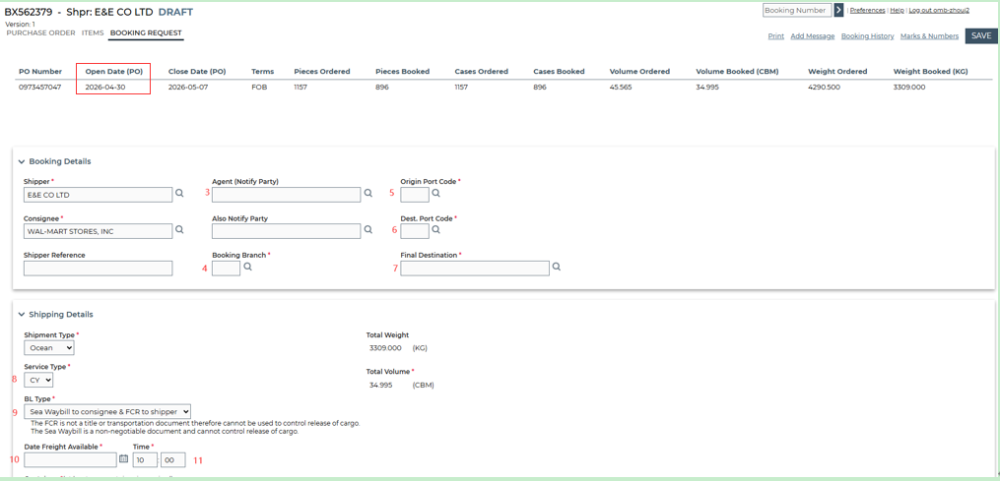 BX562379 - Shpr: E&E CO LTD DRAFT
Version: 1
Booking Number | Preferences | Help | Log out omb-zhouj2
PURCHASE ORDER ITEMS BOOKING REQUEST
Print Add Message Booking History Marks & Numbers SAVE
PO Number Open Date (PO) Close Date (PO) Terms Pieces Ordered Pieces Booked Cases Ordered Cases Booked Volume Ordered Volume Booked (CBM) Weight Ordered Weight Booked (KG)
0973457047 2026-04-30 2026-05-07 FOB 1157 896 1157 896 45.565 34.995 4290.500 3309.000
Booking Details
Shipper * Agent (Notify Party) Origin Port Code *
E&E CO LTD 3 5
Consignee * Also Notify Party Dest. Port Code *
WAL-MART STORES, INC 6
Shipper Reference Booking Branch * Final Destination *
4 7
Shipping Details
Shipment Type * Total Weight
Ocean 3309.000 (KG)
Service Type * Total Volume *
8 CY 34.995 (CBM)
BL Type *
9 Sea Waybill to consignee & FCR to shipper
The FCR is not a title or transportation document therefore cannot be used to control release of cargo.
The Sea Waybill is a non-negotiable document and cannot control release of cargo.
Date Freight Available * Time *
10 10 : 00 11